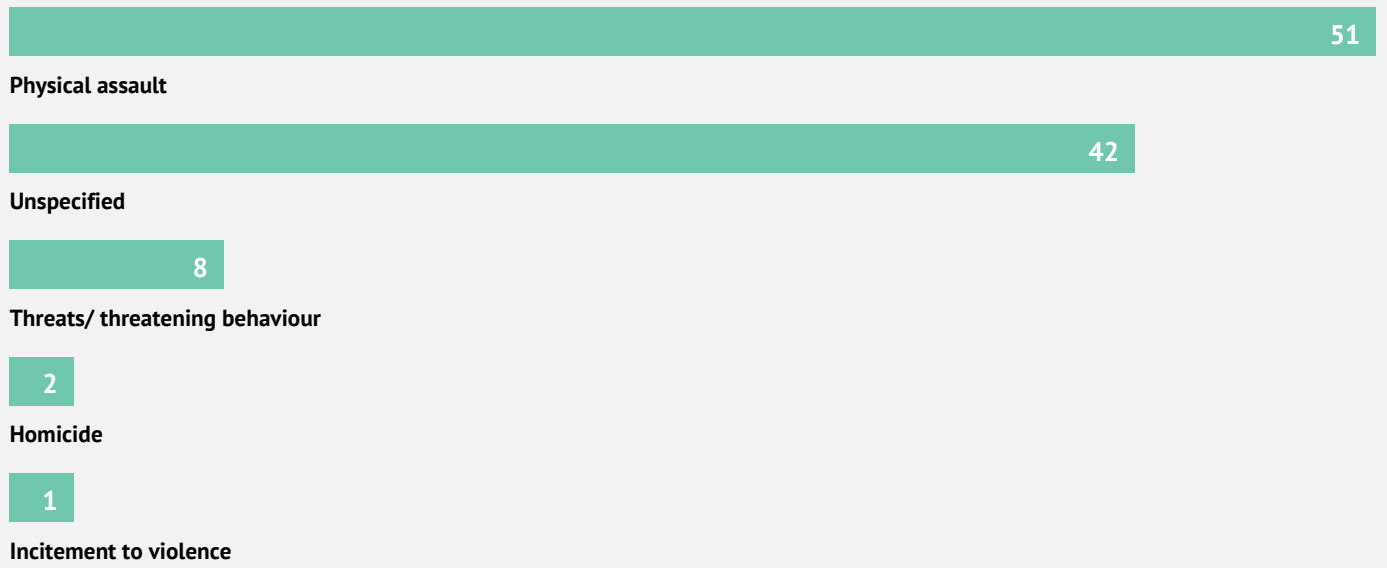 51
Physical assault
42
Unspecified
8
Threats/ threatening behaviour
2
Homicide
1
Incitement to violence